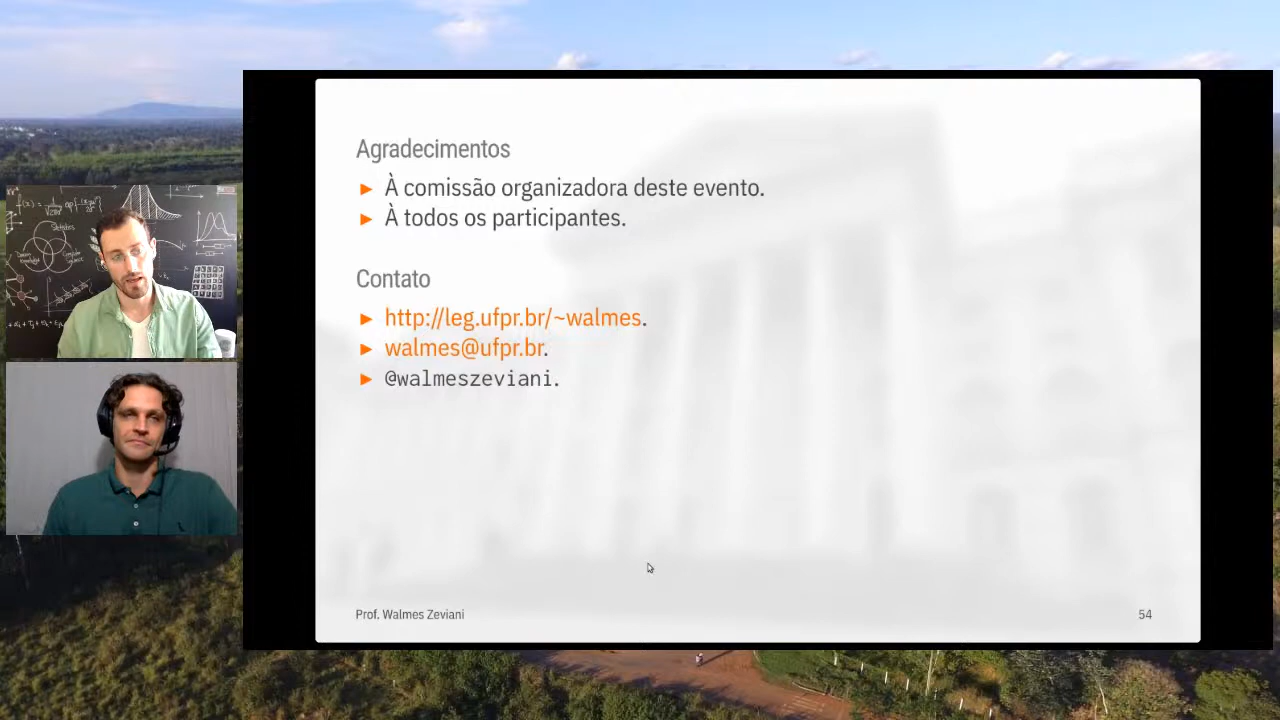 Agradecimentos
► À comissão organizadora deste evento.
► À todos os participantes.
Contato
► http://leg.ufpr.br/~walmes.
► walmes@ufpr.br.
► @walmeszeviani.
Prof. Walmes Zeviani
54
Statistics